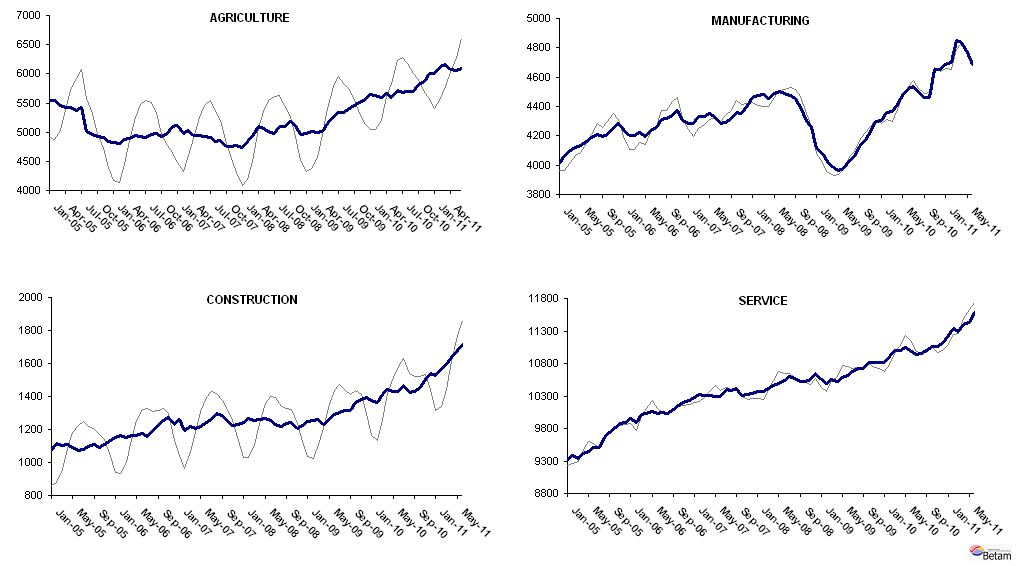 AGRICULTURE
7000
6000
5000
4000
Jan-05
Apr-05
Jul-05
Oct-05
Jan-06
Apr-06
Jul-06
Oct-06
Jan-07
Apr-07
Jul-07
Oct-07
Jan-08
Apr-08
Jul-08
Oct-08
Jan-09
Apr-09
Jul-09
Oct-09
Jan-10
Apr-10
Jul-10
Oct-10
Jan-11
Apr-11
MANUFACTURING
5000
4800
4600
4400
4200
4000
3800
Jan-05
May-05
Sep-05
Jan-06
May-06
Sep-06
Jan-07
May-07
Sep-07
Jan-08
May-08
Sep-08
Jan-09
May-09
Sep-09
Jan-10
May-10
Sep-10
Jan-11
May-11
CONSTRUCTION
2000
1800
1600
1400
1200
1000
800
Jan-05
May-05
Sep-05
Jan-06
May-06
Sep-06
Jan-07
May-07
Sep-07
Jan-08
May-08
Sep-08
Jan-09
May-09
Sep-09
Jan-10
May-10
Sep-10
Jan-11
May-11
SERVICE
11800
11300
10800
10300
9800
9300
8800
Jan-05
May-05
Sep-05
Jan-06
May-06
Sep-06
Jan-07
May-07
Sep-07
Jan-08
May-08
Sep-08
Jan-09
May-09
Sep-09
Jan-10
May-10
Sep-10
Jan-11
May-11
Betam